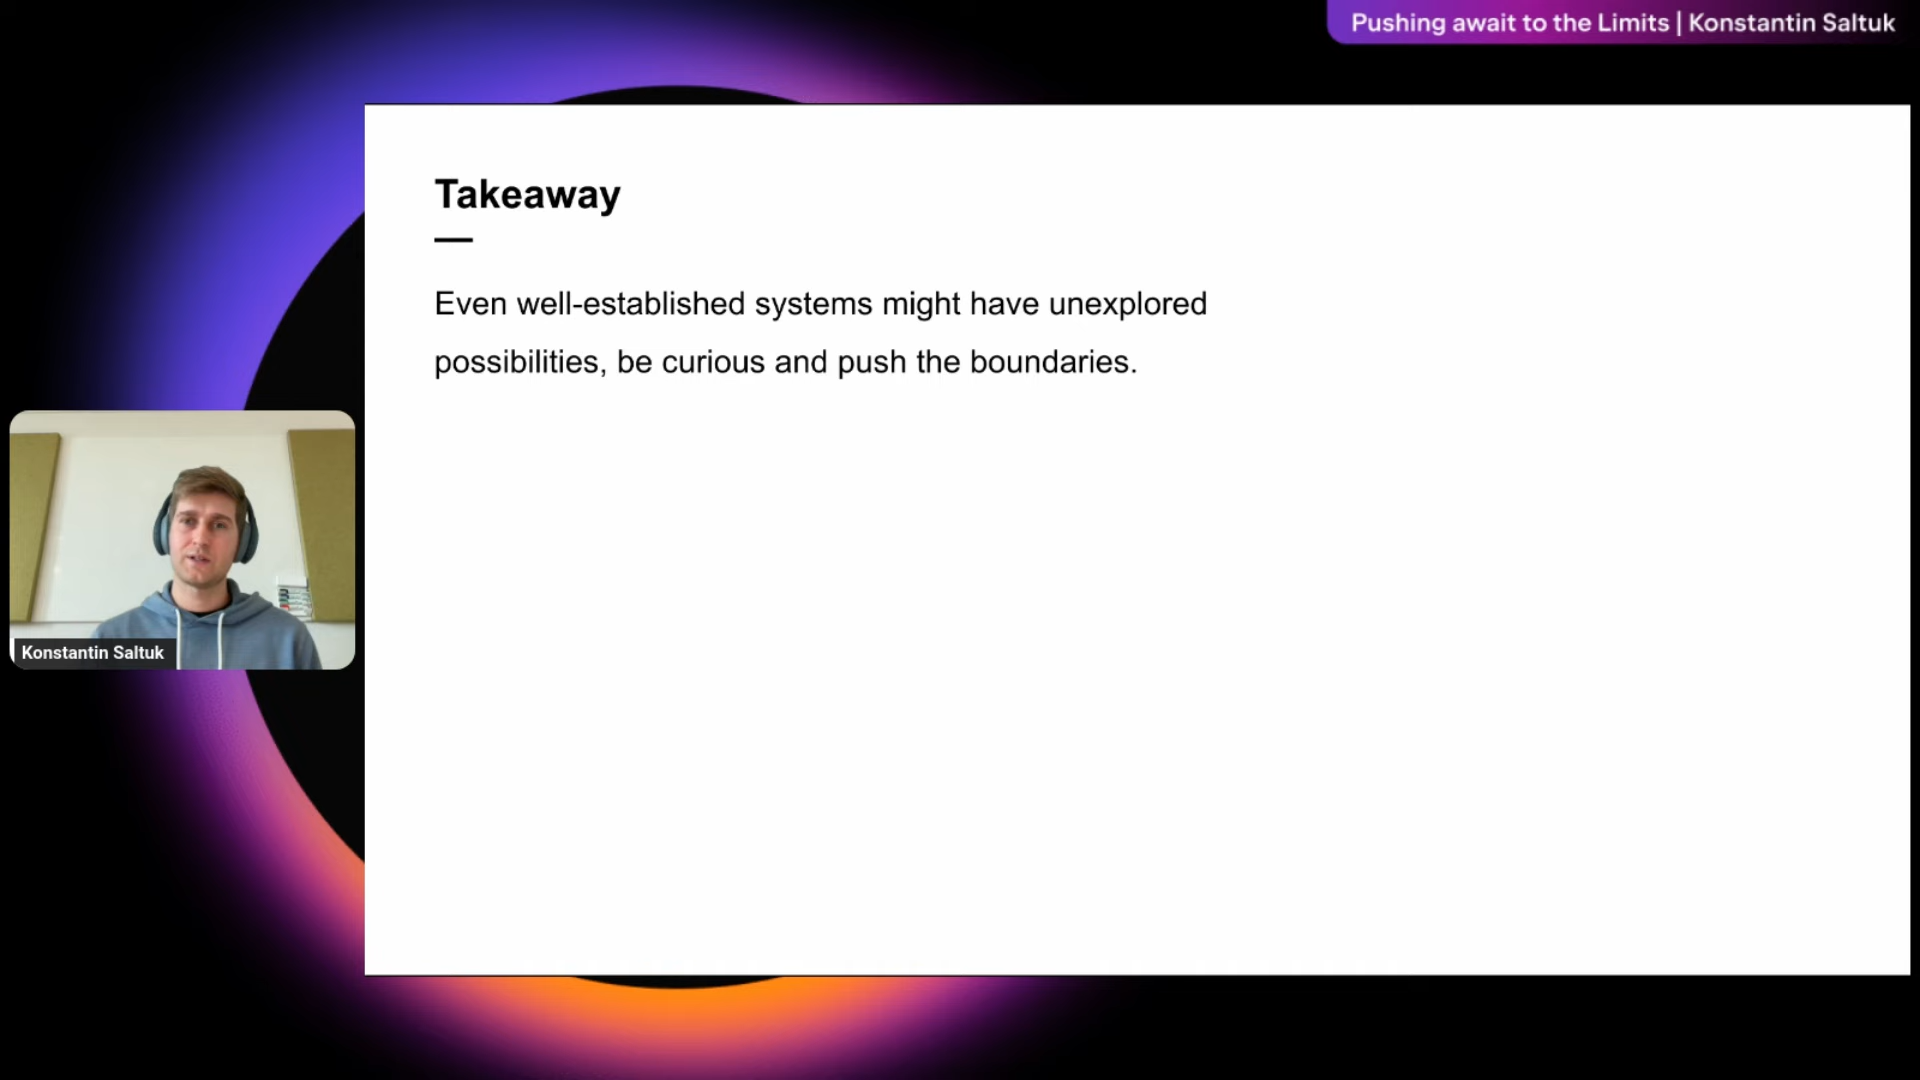 Pushing await to the Limits | Konstantin Saltuk
Takeaway
Even well-established systems might have unexplored
possibilities, be curious and push the boundaries.
Konstantin Saltuk